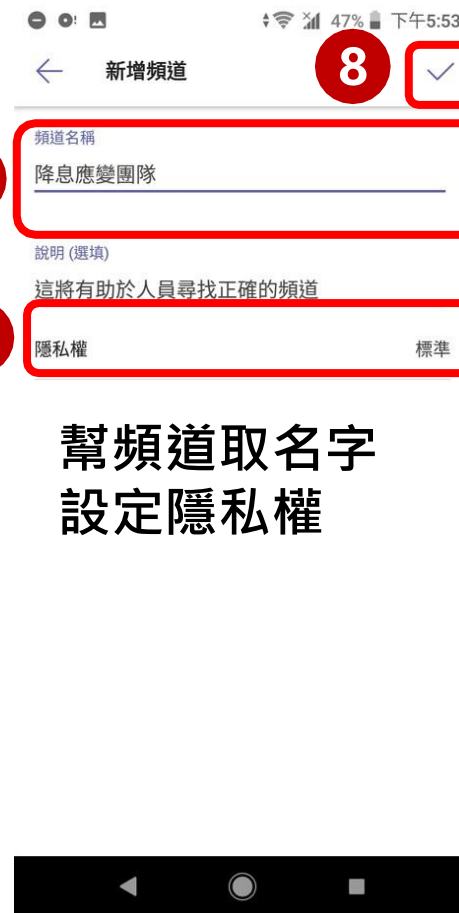 47% 下午5:53
新增頻道
8
頻道名稱
降息應變團隊
說明 (選填)
這將有助於人員尋找正確的頻道
隱私權 標準
幫頻道取名字
設定隱私權